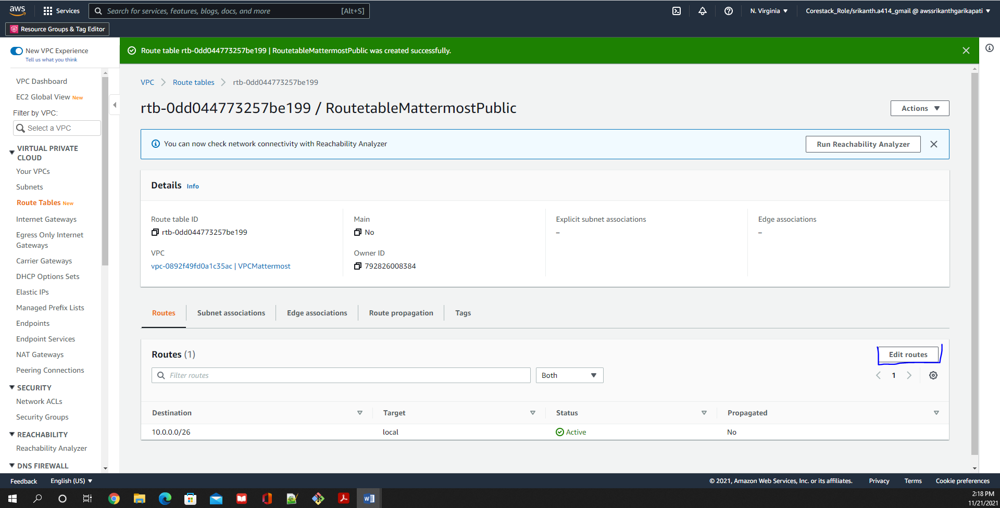 aws
Services
Search for services, features, blogs, docs, and more
[Alt+S]
N. Virginia
Corestack_Role/srikanth.a414_gmail @ awssrikanthgarikapati
Resource Groups & Tag Editor
New VPC Experience
Tell us what you think
Route table rtb-0dd044773257be199 | RoutetableMattermostPublic was created successfully.
VPC Dashboard
EC2 Global View New
Filter by VPC:
Select a VPC
VIRTUAL PRIVATE
CLOUD
Your VPCs
Subnets
Route Tables New
Internet Gateways
Egress Only Internet
Gateways
Carrier Gateways
DHCP Options Sets
Elastic IPs
Managed Prefix Lists
Endpoints
Endpoint Services
NAT Gateways
Peering Connections
SECURITY
Network ACLs
Security Groups
REACHABILITY
Reachability Analyzer
DNS FIREWALL
VPC
Route tables
rtb-0dd044773257be199
rtb-0dd044773257be199 / RoutetableMattermostPublic
Actions
You can now check network connectivity with Reachability Analyzer
Run Reachability Analyzer
Details Info
Route table ID
rtb-0dd044773257be199
Main
No
Explicit subnet associations
–
Edge associations
–
VPC
vpc-0892f49fd0a1c35ac | VPCMattermost
Owner ID
792826008384
Routes
Subnet associations
Edge associations
Route propagation
Tags
Routes (1)
Edit routes
Filter routes
Both
1
Destination
Target
Status
Propagated
10.0.0.0/26
local
Active
No
Feedback
English (US)
© 2021, Amazon Web Services, Inc. or its affiliates.
Privacy
Terms
Cookie preferences
2:18 PM
11/21/2021